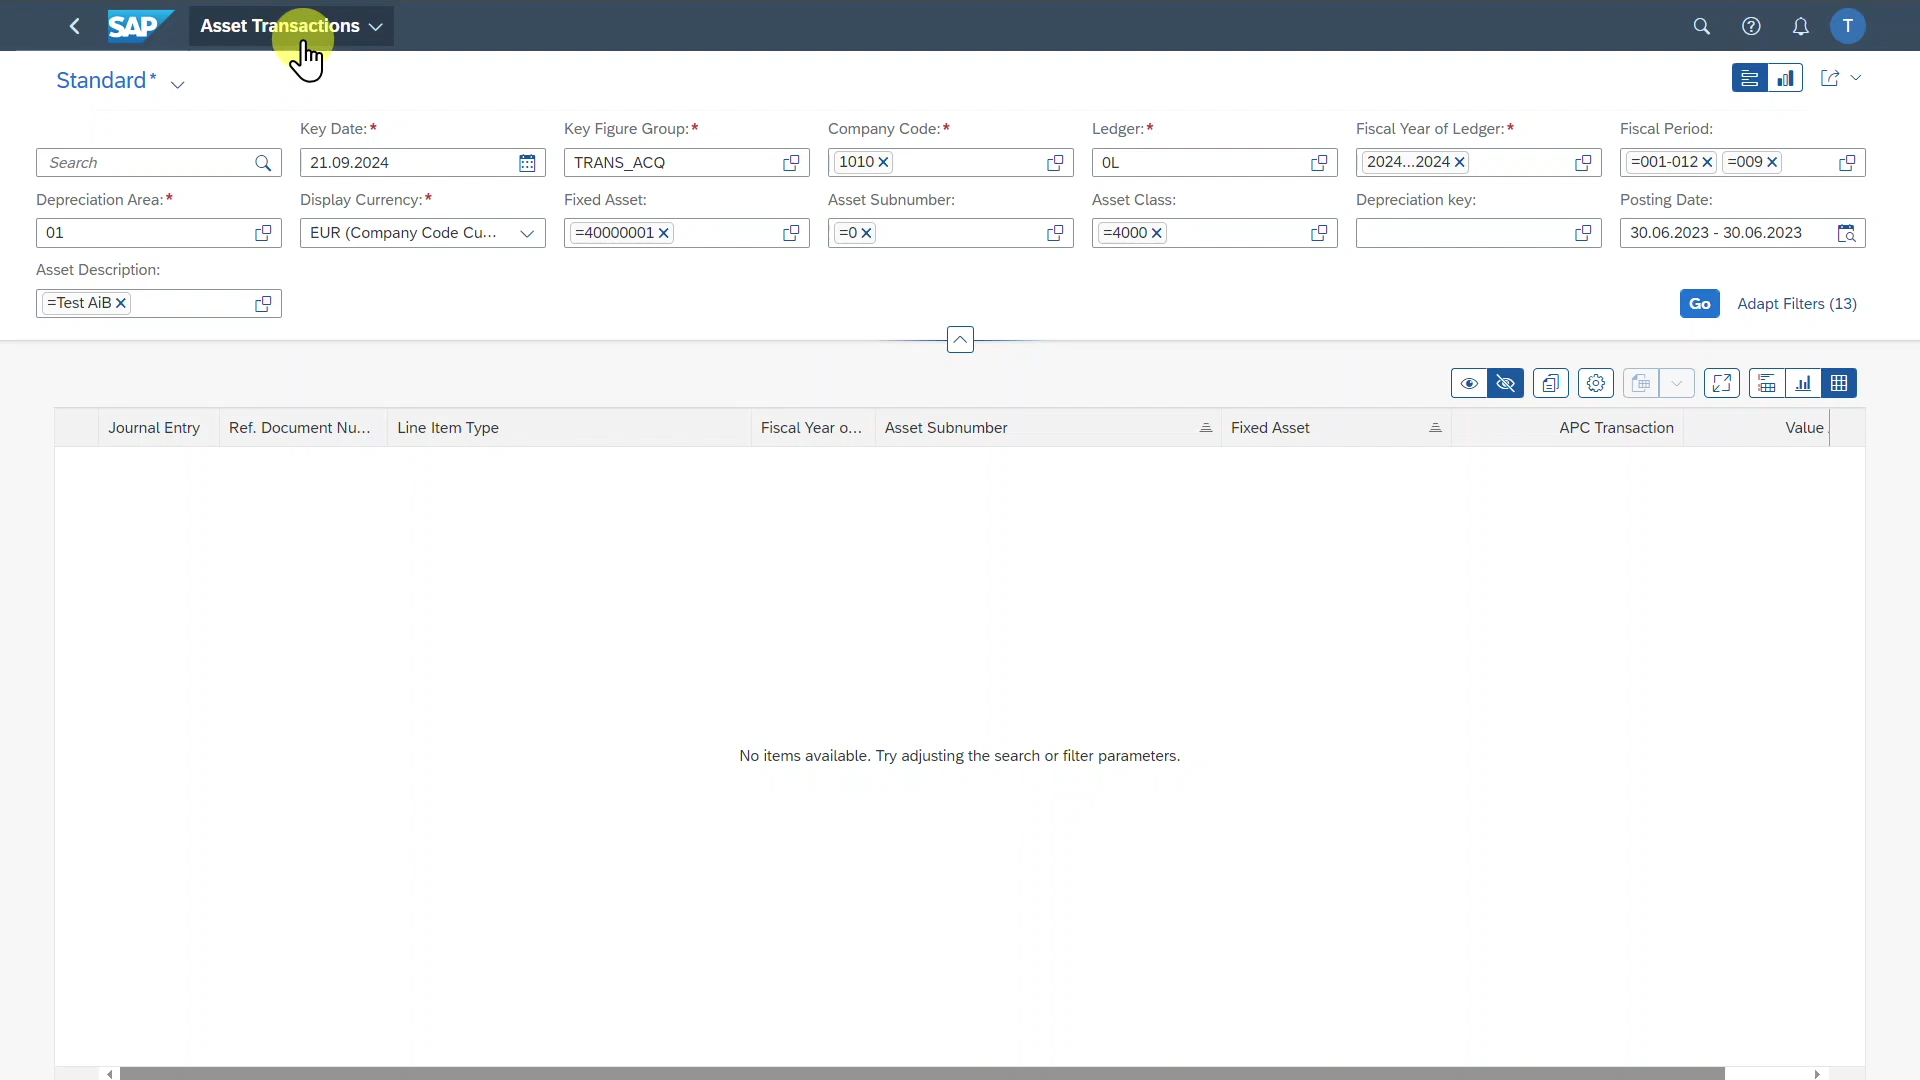 SAP Asset Transactions T
Standard*
Key Date:* Key Figure Group:* Company Code:* Ledger:* Fiscal Year of Ledger:* Fiscal Period:
Search 21.09.2024 TRANS_ACQ 1010 0L 2024...2024 =001-012 =009
Depreciation Area:* Display Currency:* Fixed Asset: Asset Subnumber: Asset Class: Depreciation key: Posting Date:
01 EUR (Company Code Cu... =40000001 =0 =4000 30.06.2023 - 30.06.2023
Asset Description:
=Test AiB Go Adapt Filters (13)
Journal Entry Ref. Document Nu... Line Item Type Fiscal Year o... Asset Subnumber Fixed Asset APC Transaction Value
No items available. Try adjusting the search or filter parameters.